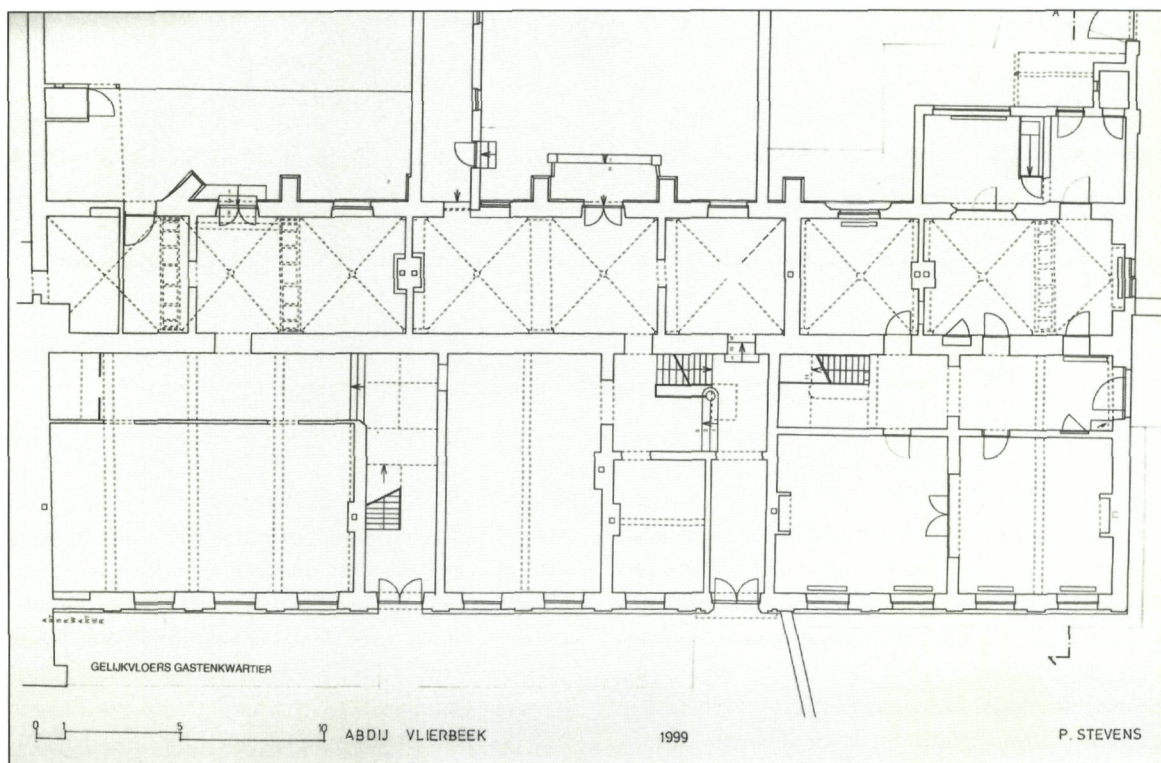 A
GELIJKVLOERS GASTENKWARTIER
0 1 5 10
ABDIJ VLIERBEEK 1999 P. STEVENS